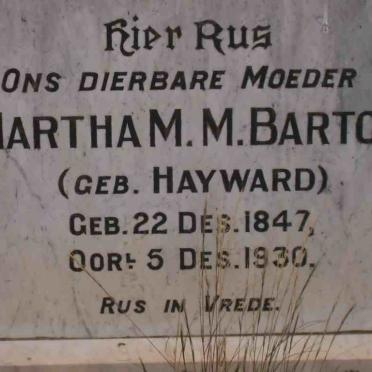 Hier Rus
ONS DIERBARE MOEDER
MARTHA M. M. BARTO
(GEB. HAYWARD)
GEB. 22 DES. 1847,
OORL 5 DES. 1930.
RUS IN VREDE.